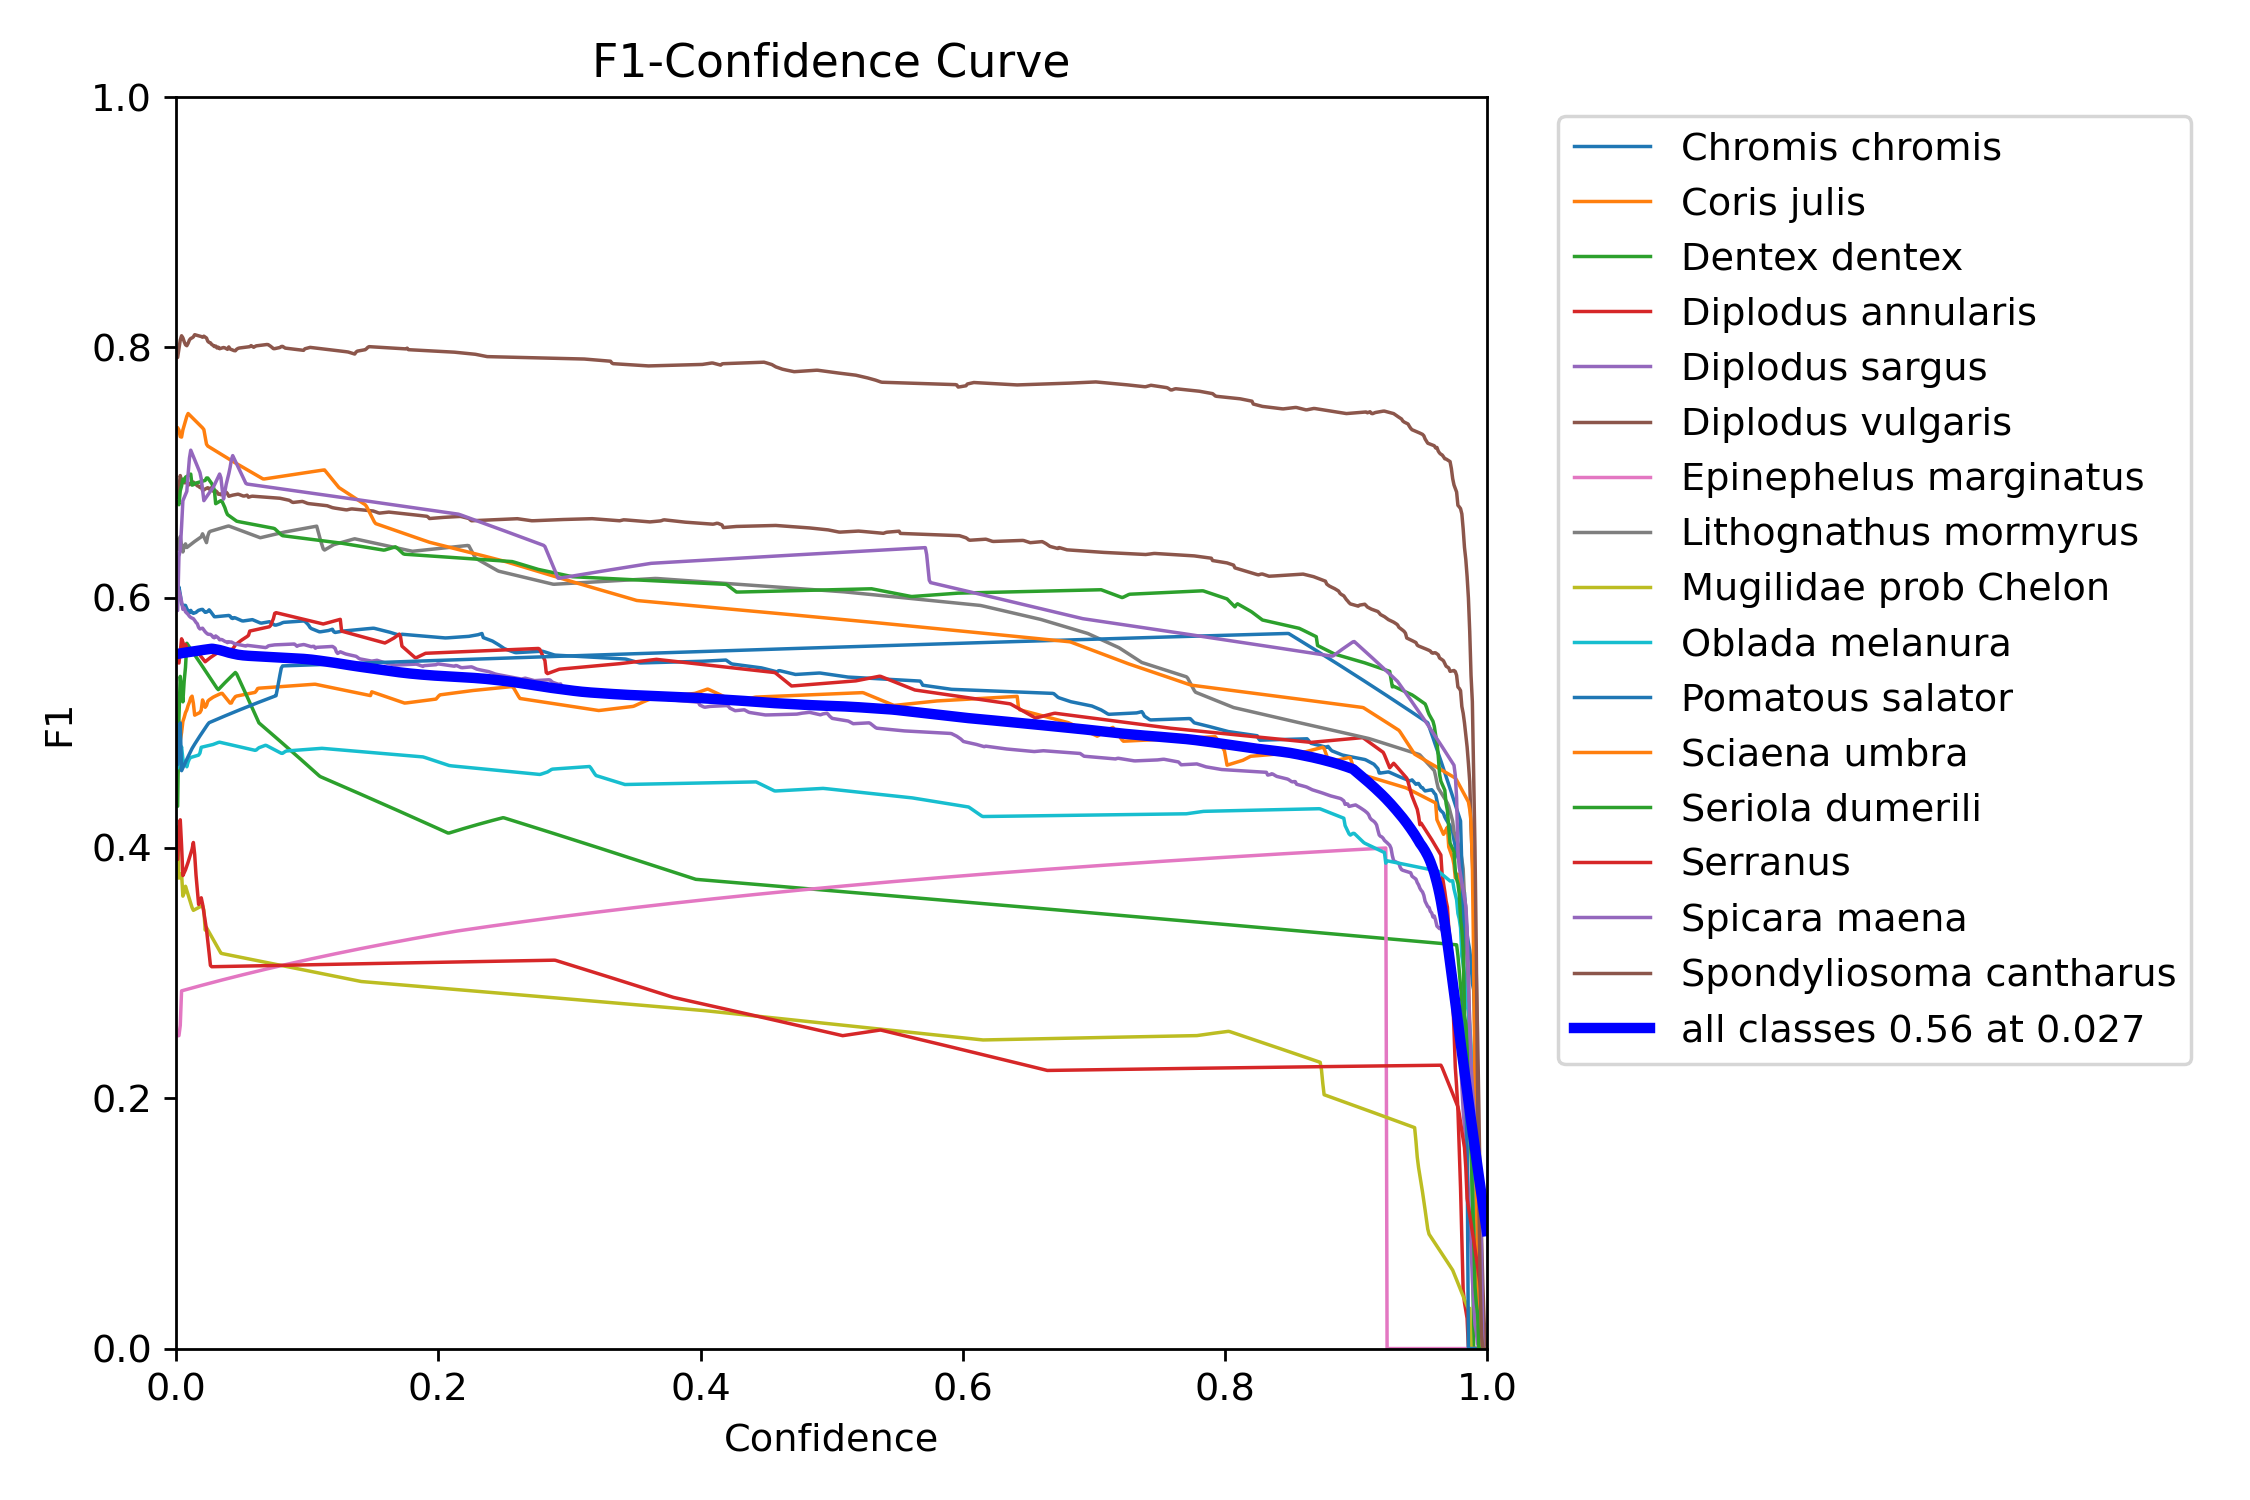 F1-Confidence Curve
1.0
0.8
0.6
0.4
0.2
0.0
F1
0.0 0.2 0.4 0.6 0.8 1.0
Confidence
Chromis chromis
Coris julis
Dentex dentex
Diplodus annularis
Diplodus sargus
Diplodus vulgaris
Epinephelus marginatus
Lithognathus mormyrus
Mugilidae prob Chelon
Oblada melanura
Pomatous salator
Sciaena umbra
Seriola dumerili
Serranus
Spicara maena
Spondyliosoma cantharus
all classes 0.56 at 0.027